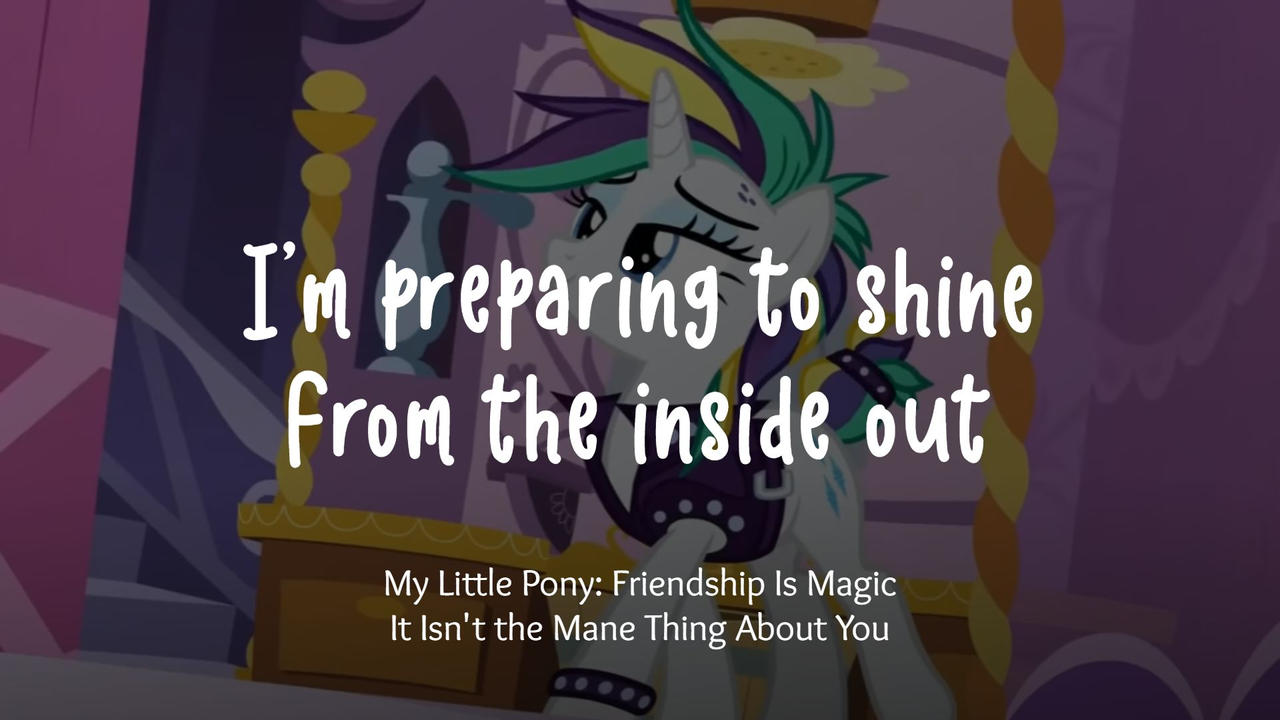 I’m preparing to shine
from the inside out
My Little Pony: Friendship Is Magic
It Isn't the Mane Thing About You